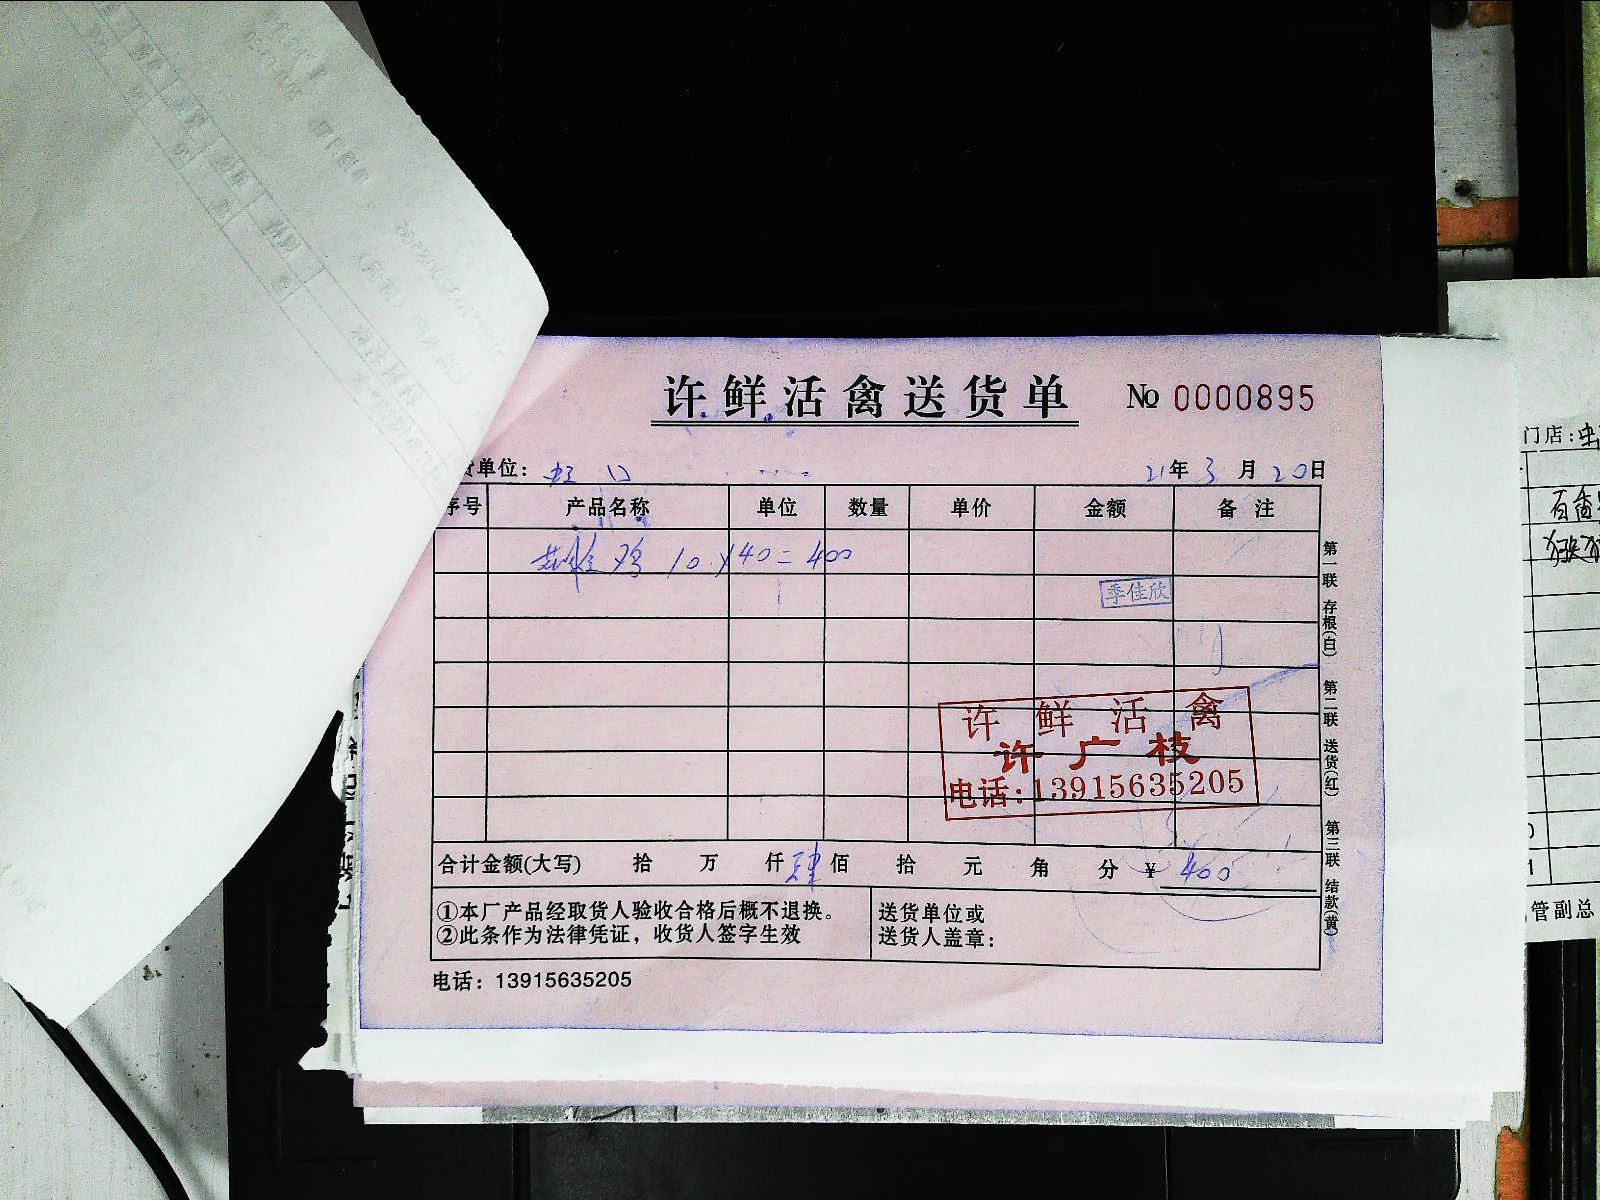 许鲜活禽送货单 № 0000895
货单位: 虹口 21年 3月 20日
序号 产品名称 单位 数量 单价 金额 备注
鸡 10×40=400
季佳欣
许鲜活禽
许广枝
电话:13915635205
合计金额(大写) 拾 万 仟肆佰 拾 元 角 分 ¥ 400
①本厂产品经取货人验收合格后概不退换。
②此条作为法律凭证，收货人签字生效
送货单位或
送货人盖章:
电话: 13915635205
第一联 存根(白) 第二联 送货(红) 第三联 结款(黄)
门店:
百香
管副总